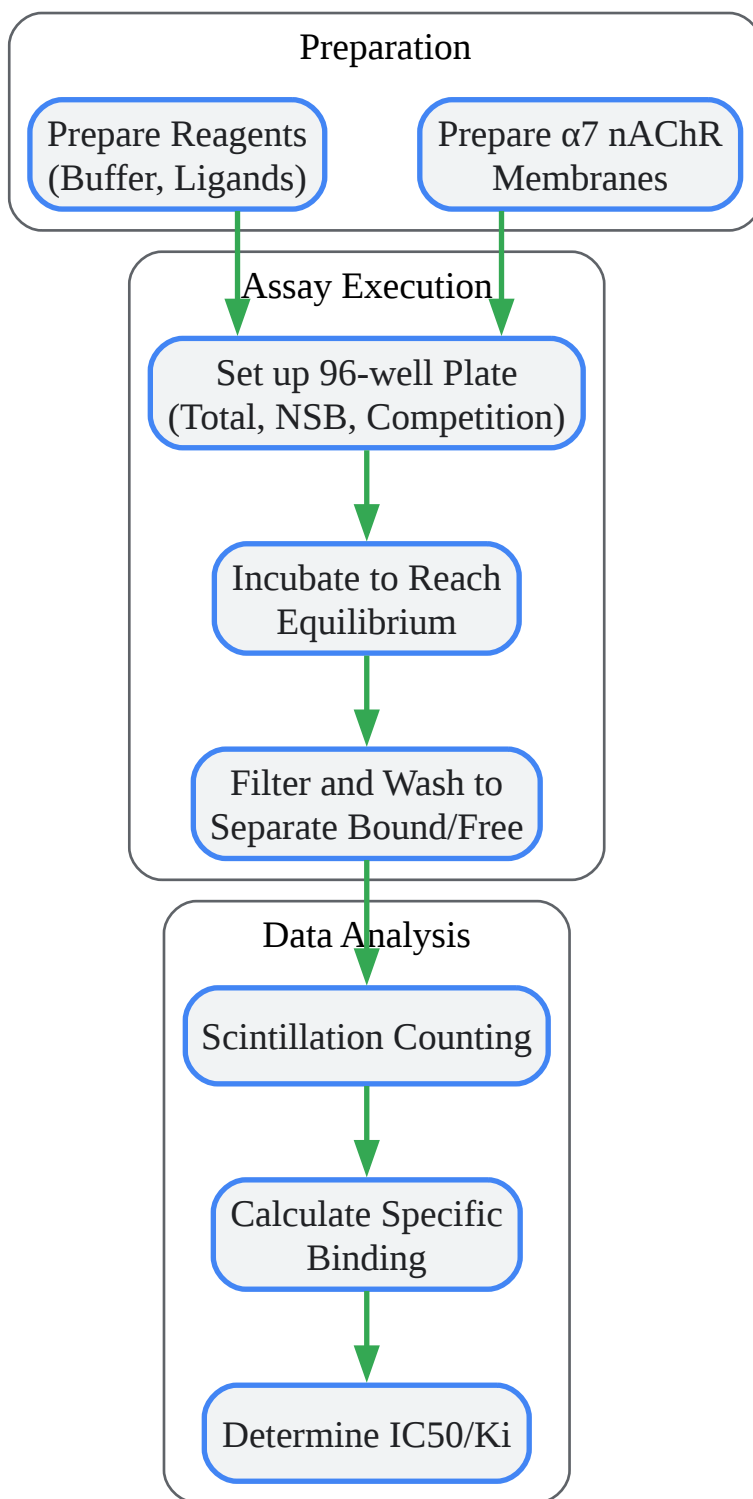 Preparation
Prepare Reagents
(Buffer, Ligands)
Prepare α7 nAChR
Membranes
Assay Execution
Set up 96-well Plate
(Total, NSB, Competition)
Incubate to Reach
Equilibrium
Filter and Wash to
Separate Bound/Free
Data Analysis
Scintillation Counting
Calculate Specific
Binding
Determine IC50/Ki